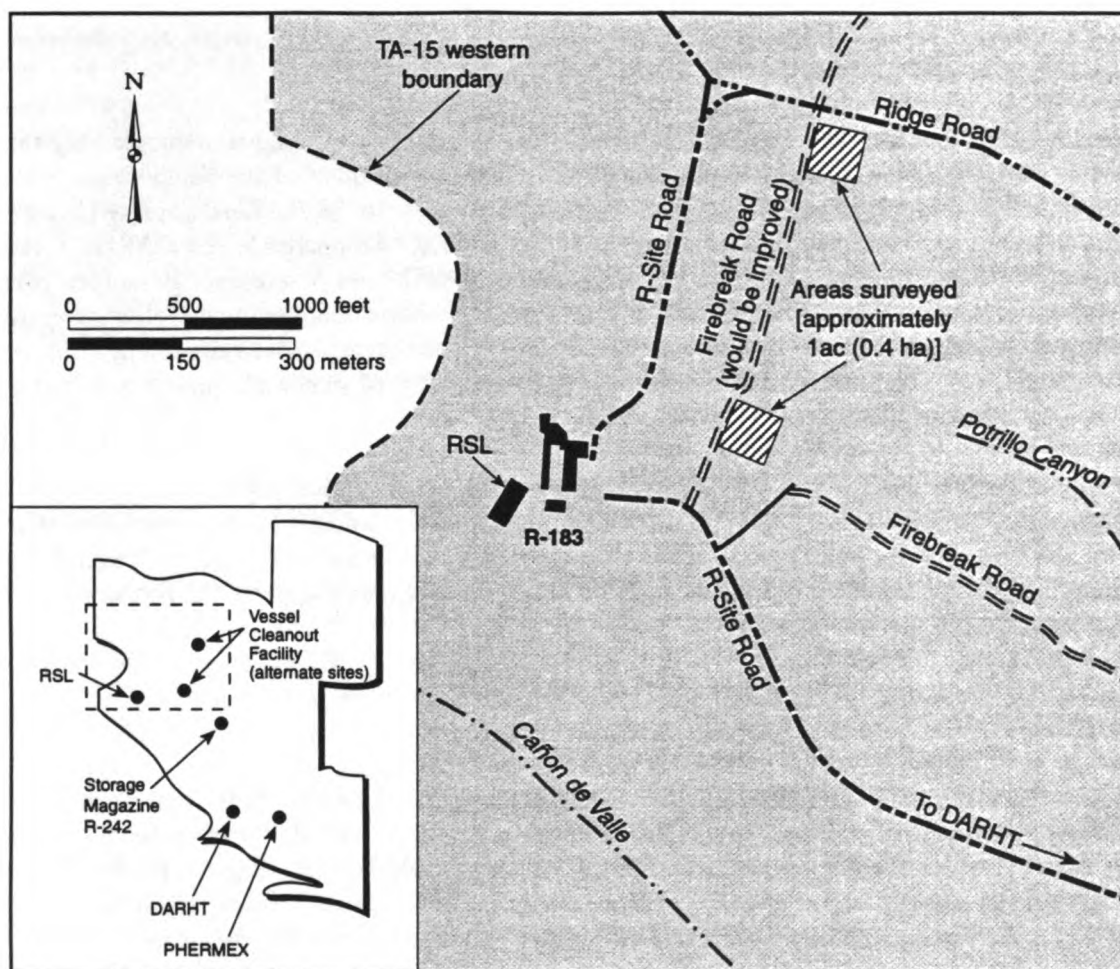 TA-15 western
boundary
N
0 500 1000 feet
0 150 300 meters
Ridge Road
R-Site Road
Firebreak Road
(would be improved)
Areas surveyed
[approximately
1ac (0.4 ha)]
Potrillo Canyon
RSL
R-183
Firebreak Road
R-Site Road
Cañon de Valle
To DARHT
Vessel
Cleanout
Facility
(alternate sites)
RSL
Storage
Magazine
R-242
DARHT
PHERMEX